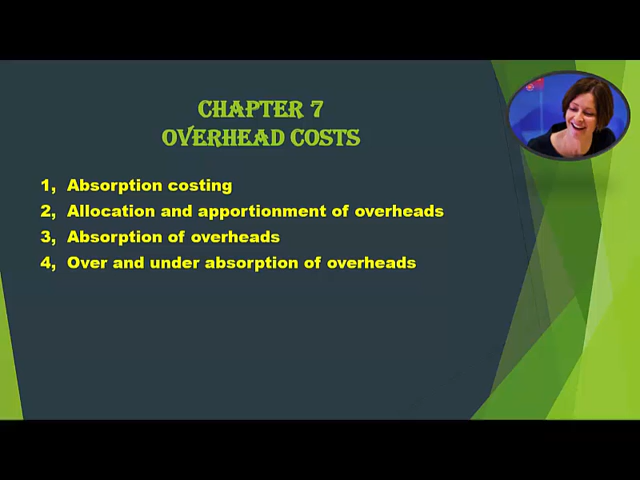 CHAPTER 7
OVERHEAD COSTS
1, Absorption costing
2, Allocation and apportionment of overheads
3, Absorption of overheads
4, Over and under absorption of overheads